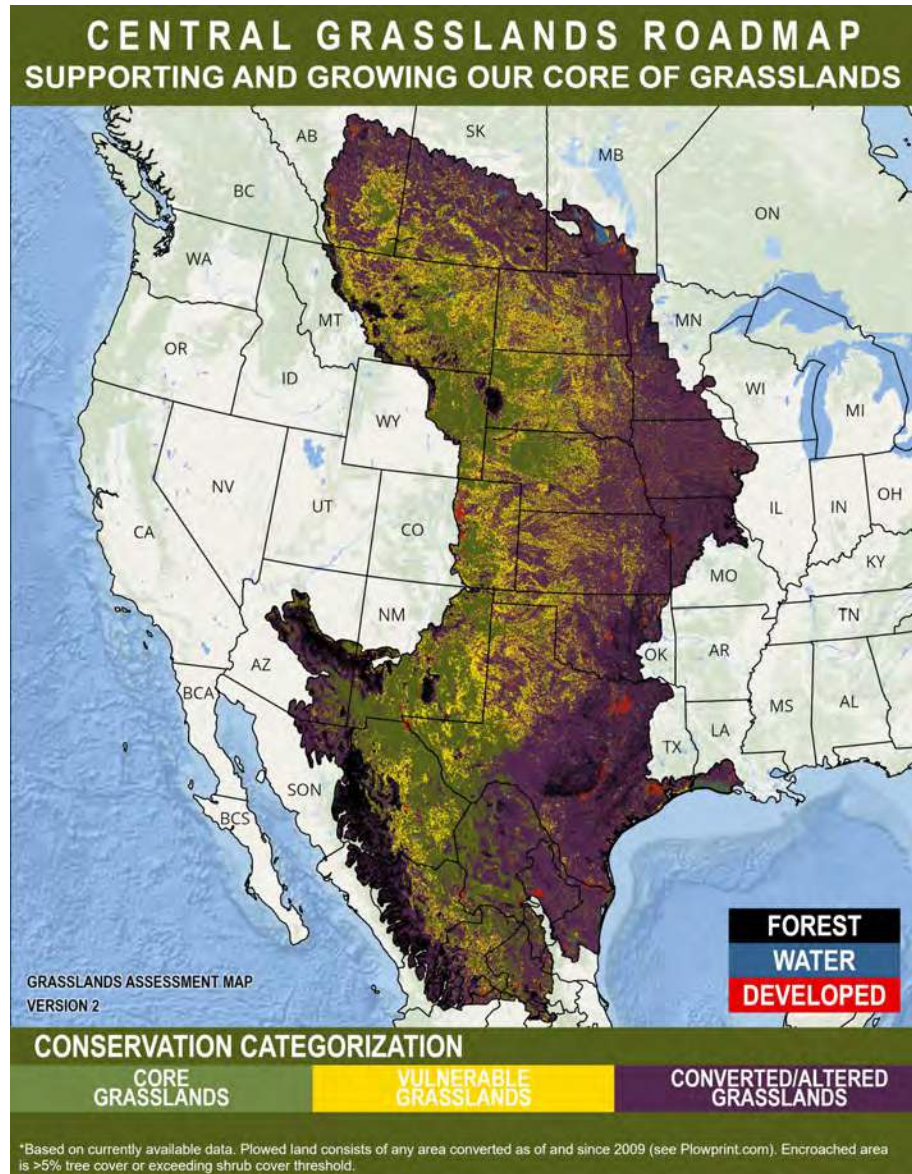 CENTRAL GRASSLANDS ROADMAP
SUPPORTING AND GROWING OUR CORE OF GRASSLANDS
AB
SK
MB
BC
ON
WA
MT
MN
OR
ID
WI
MI
WY
NV
UT
CO
IL
IN
OH
CA
KY
MO
NM
TN
AZ
OK
AR
BCA
MS
AL
LA
TX
SON
BCS
FOREST
WATER
DEVELOPED
GRASSLANDS ASSESSMENT MAP
VERSION 2
CONSERVATION CATEGORIZATION
CORE
GRASSLANDS
VULNERABLE
GRASSLANDS
CONVERTED/ALTERED
GRASSLANDS
*Based on currently available data. Plowed land consists of any area converted as of and since 2009 (see Plowprint.com). Encroached area
is >5% tree cover or exceeding shrub cover threshold.